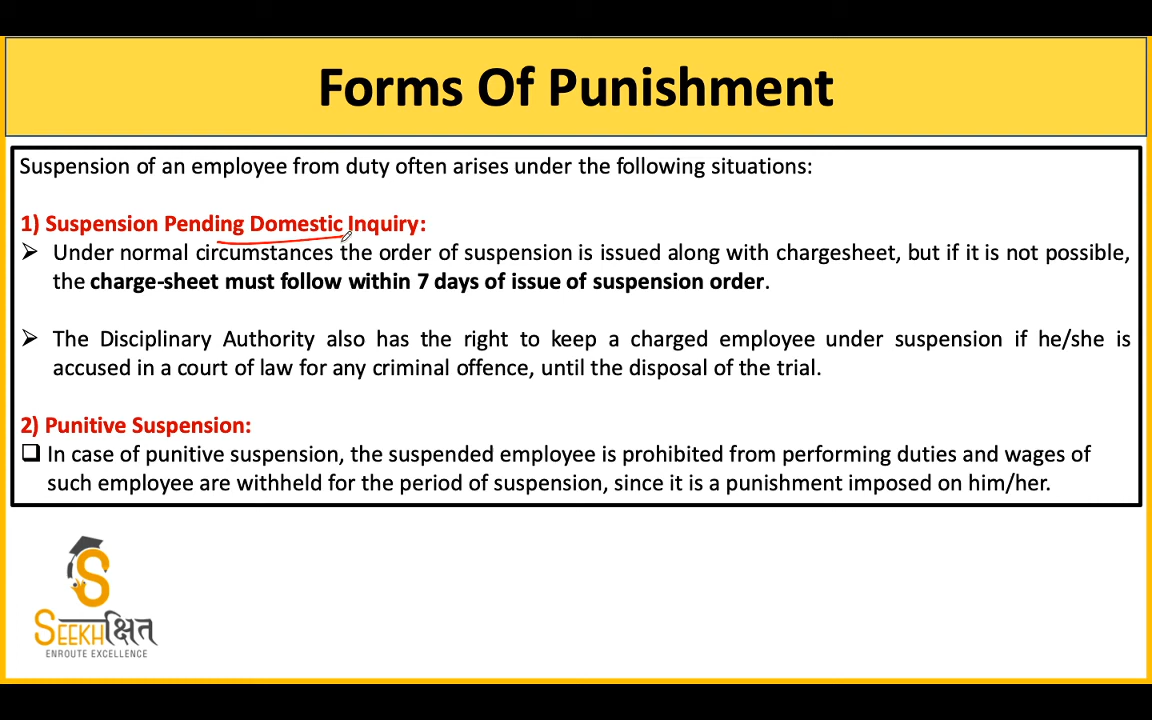 Forms Of Punishment
Suspension of an employee from duty often arises under the following situations:
1) Suspension Pending Domestic Inquiry:
➢ Under normal circumstances the order of suspension is issued along with chargesheet, but if it is not possible,
the charge-sheet must follow within 7 days of issue of suspension order.
➢ The Disciplinary Authority also has the right to keep a charged employee under suspension if he/she is
accused in a court of law for any criminal offence, until the disposal of the trial.
2) Punitive Suspension:
❑ In case of punitive suspension, the suspended employee is prohibited from performing duties and wages of
such employee are withheld for the period of suspension, since it is a punishment imposed on him/her.
S
SEEKHक्षित
ENROUTE EXCELLENCE